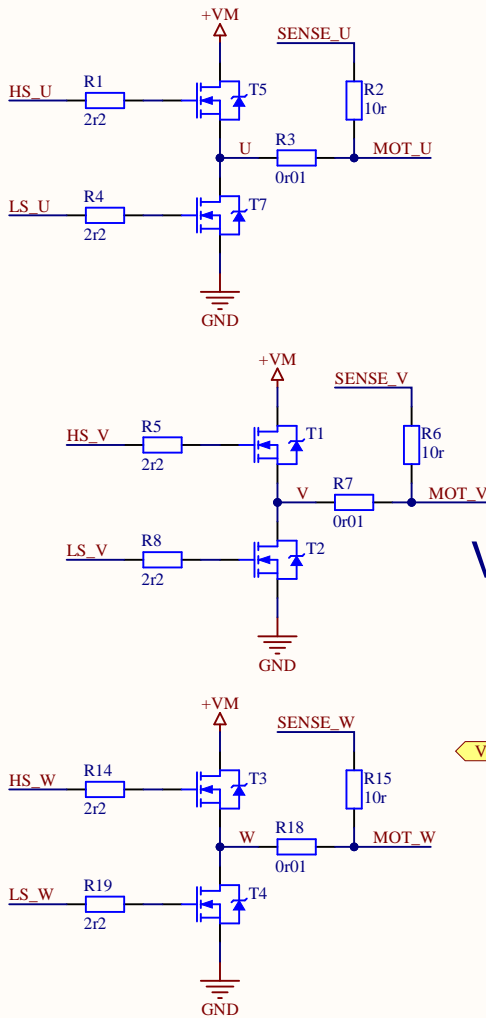 +VM
SENSE_U
HS_U
R1
2r2
T5
R2
10r
U
R3
0r01
MOT_U
LS_U
R4
2r2
T7
GND
+VM
SENSE_V
HS_V
R5
2r2
T1
R6
10r
V
R7
0r01
MOT_V
LS_V
R8
2r2
T2
GND
+VM
SENSE_W
HS_W
R14
2r2
T3
R15
10r
V
W
R18
0r01
MOT_W
LS_W
R19
2r2
T4
GND